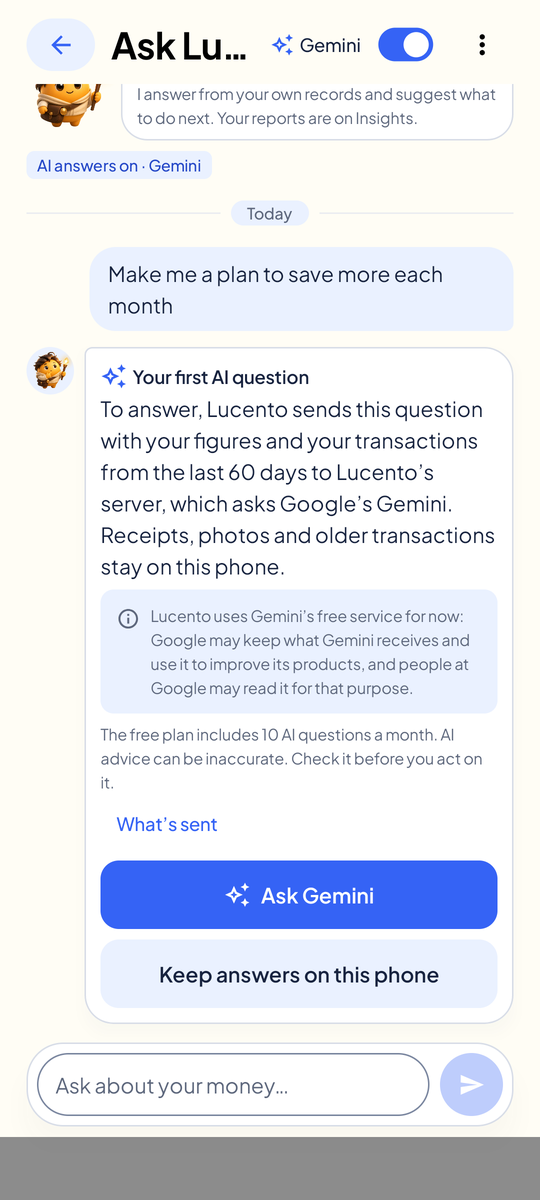 Ask Lu...
Gemini
I answer from your own records and suggest what
to do next. Your reports are on Insights.
AI answers on · Gemini
Today
Make me a plan to save more each
month
Your first AI question
To answer, Lucento sends this question
with your figures and your transactions
from the last 60 days to Lucento’s
server, which asks Google’s Gemini.
Receipts, photos and older transactions
stay on this phone.
Lucento uses Gemini’s free service for now:
Google may keep what Gemini receives and
use it to improve its products, and people at
Google may read it for that purpose.
The free plan includes 10 AI questions a month. AI
advice can be inaccurate. Check it before you act on
it.
What’s sent
Ask Gemini
Keep answers on this phone
Ask about your money...